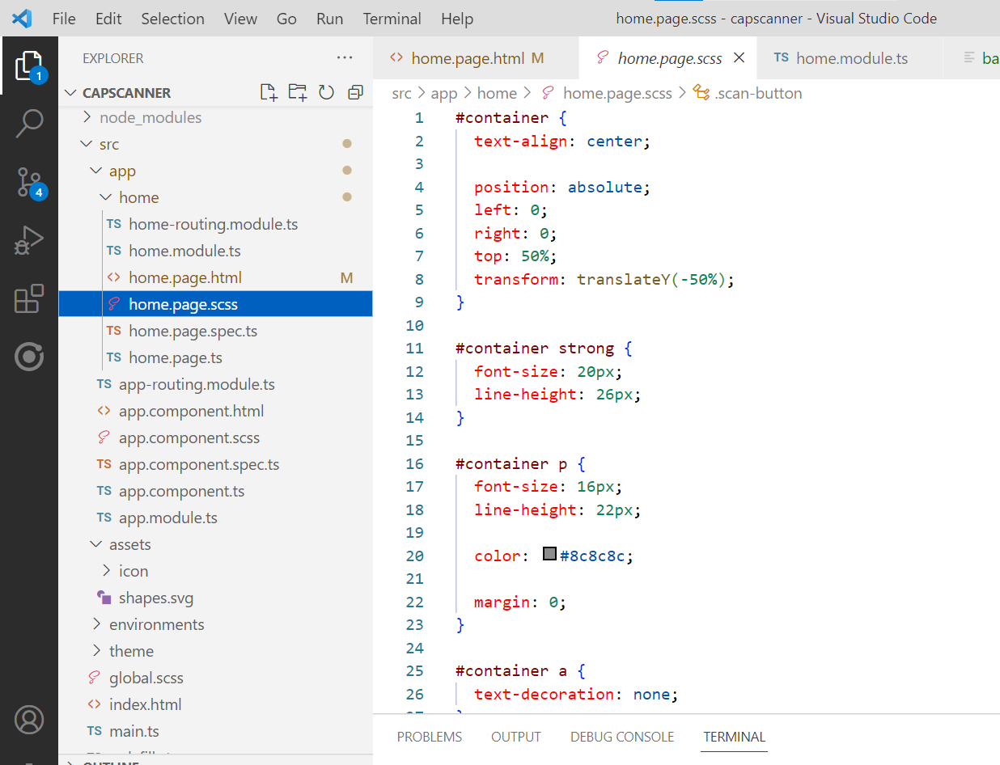 File Edit Selection View Go Run Terminal Help home.page.scss - capscanner - Visual Studio Code
EXPLORER
CAPSCANNER
node_modules
src
app
home
TS home-routing.module.ts
TS home.module.ts
<> home.page.html M
home.page.scss
TS home.page.spec.ts
TS home.page.ts
TS app-routing.module.ts
<> app.component.html
app.component.scss
TS app.component.spec.ts
TS app.component.ts
TS app.module.ts
assets
icon
shapes.svg
environments
theme
global.scss
<> index.html
TS main.ts
OUTLINE
1
4
<> home.page.html M home.page.scss TS home.module.ts ba
src > app > home > home.page.scss > .scan-button
1 #container {
2 text-align: center;
3
4 position: absolute;
5 left: 0;
6 right: 0;
7 top: 50%;
8 transform: translateY(-50%);
9 }
10
11 #container strong {
12 font-size: 20px;
13 line-height: 26px;
14 }
15
16 #container p {
17 font-size: 16px;
18 line-height: 22px;
19
20 color: #8c8c8c;
21
22 margin: 0;
23 }
24
25 #container a {
26 text-decoration: none;
PROBLEMS OUTPUT DEBUG CONSOLE TERMINAL